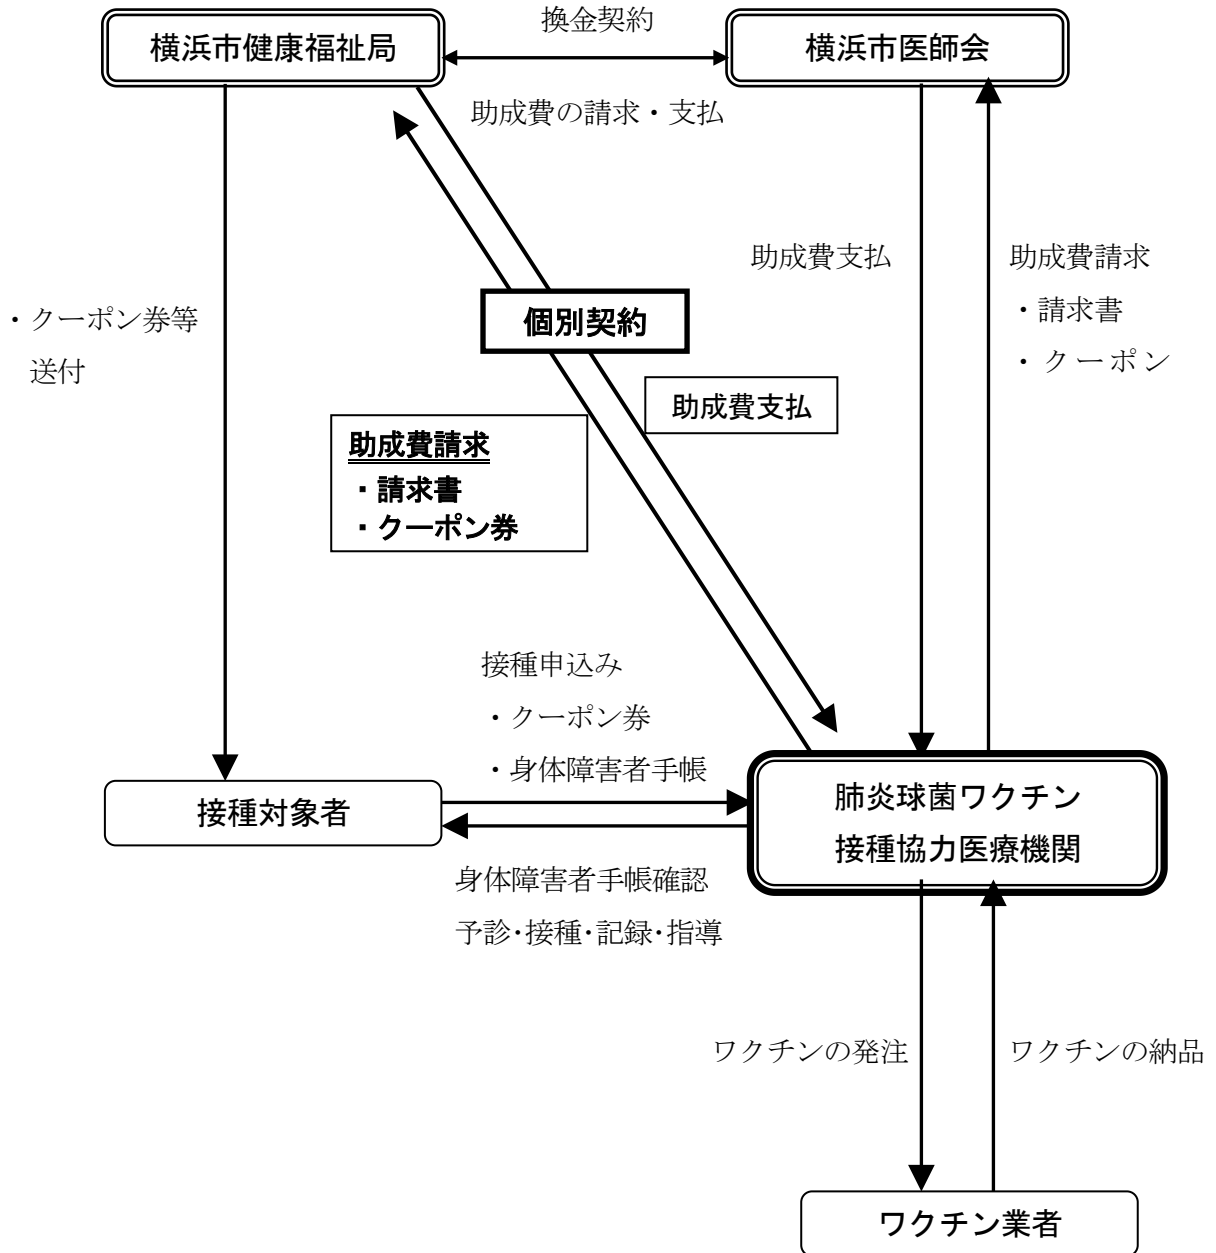 換金契約
横浜市健康福祉局
横浜市医師会
助成費の請求・支払
助成費支払
助成費請求
・請求書
・クーポン
・クーポン券等
送付
個別契約
助成費支払
助成費請求
・請求書
・クーポン券
接種申込み
・クーポン券
・身体障害者手帳
接種対象者
肺炎球菌ワクチン
接種協力医療機関
身体障害者手帳確認
予診・接種・記録・指導
ワクチンの発注
ワクチンの納品
ワクチン業者